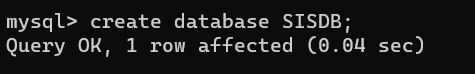 mysql> create database SISDB;
Query OK, 1 row affected (0.04 sec)